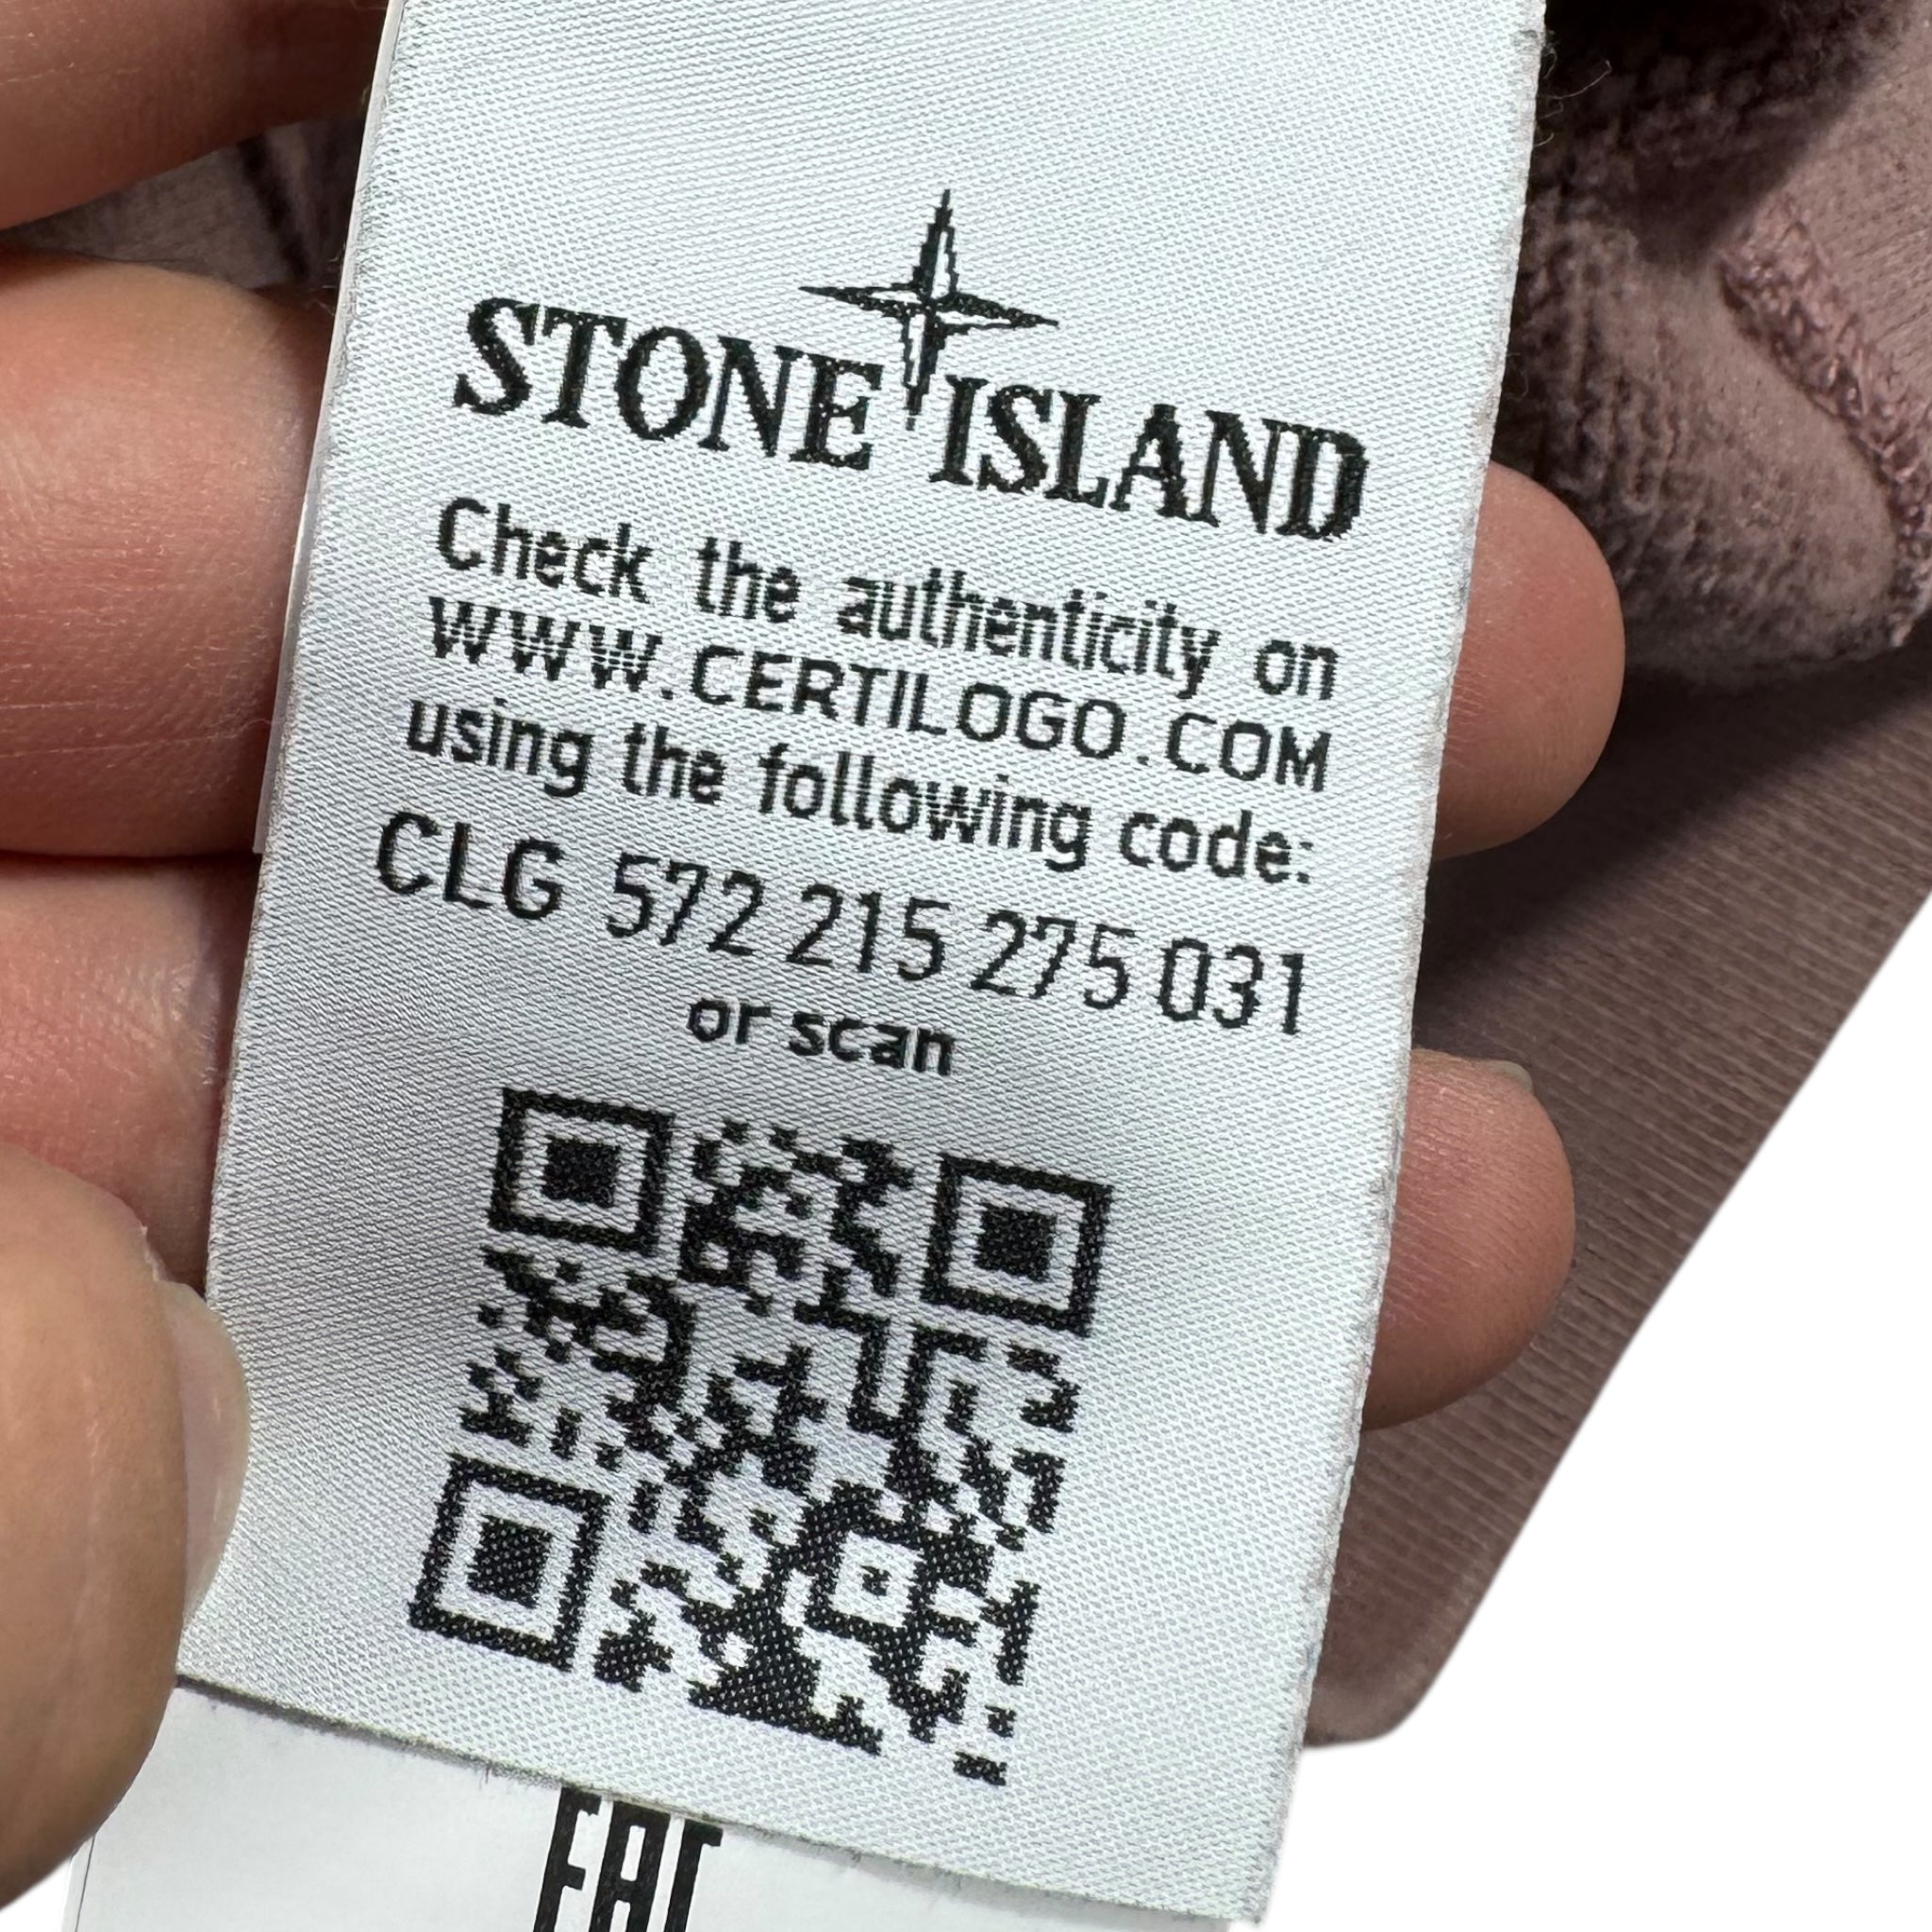 STONE ISLAND
Check the authenticity on
WWW.CERTILOGO.COM
using the following code:
CLG 572 215 275 031
or scan
EAC